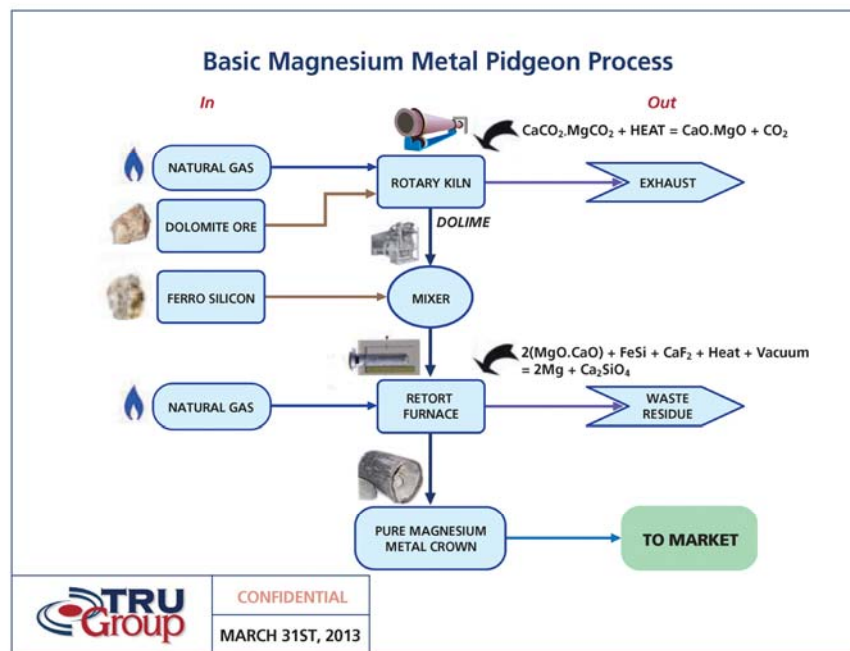 Basic Magnesium Metal Pidgeon Process
In
Out
CaCO₂.MgCO₂ + HEAT = CaO.MgO + CO₂
NATURAL GAS
ROTARY KILN
EXHAUST
DOLOMITE ORE
DOLIME
FERRO SILICON
MIXER
2(MgO.CaO) + FeSi + CaF₂ + Heat + Vacuum
= 2Mg + Ca₂SiO₄
NATURAL GAS
RETORT
FURNACE
WASTE
RESIDUE
PURE MAGNESIUM
METAL CROWN
TO MARKET
TRU
Group
CONFIDENTIAL
MARCH 31ST, 2013